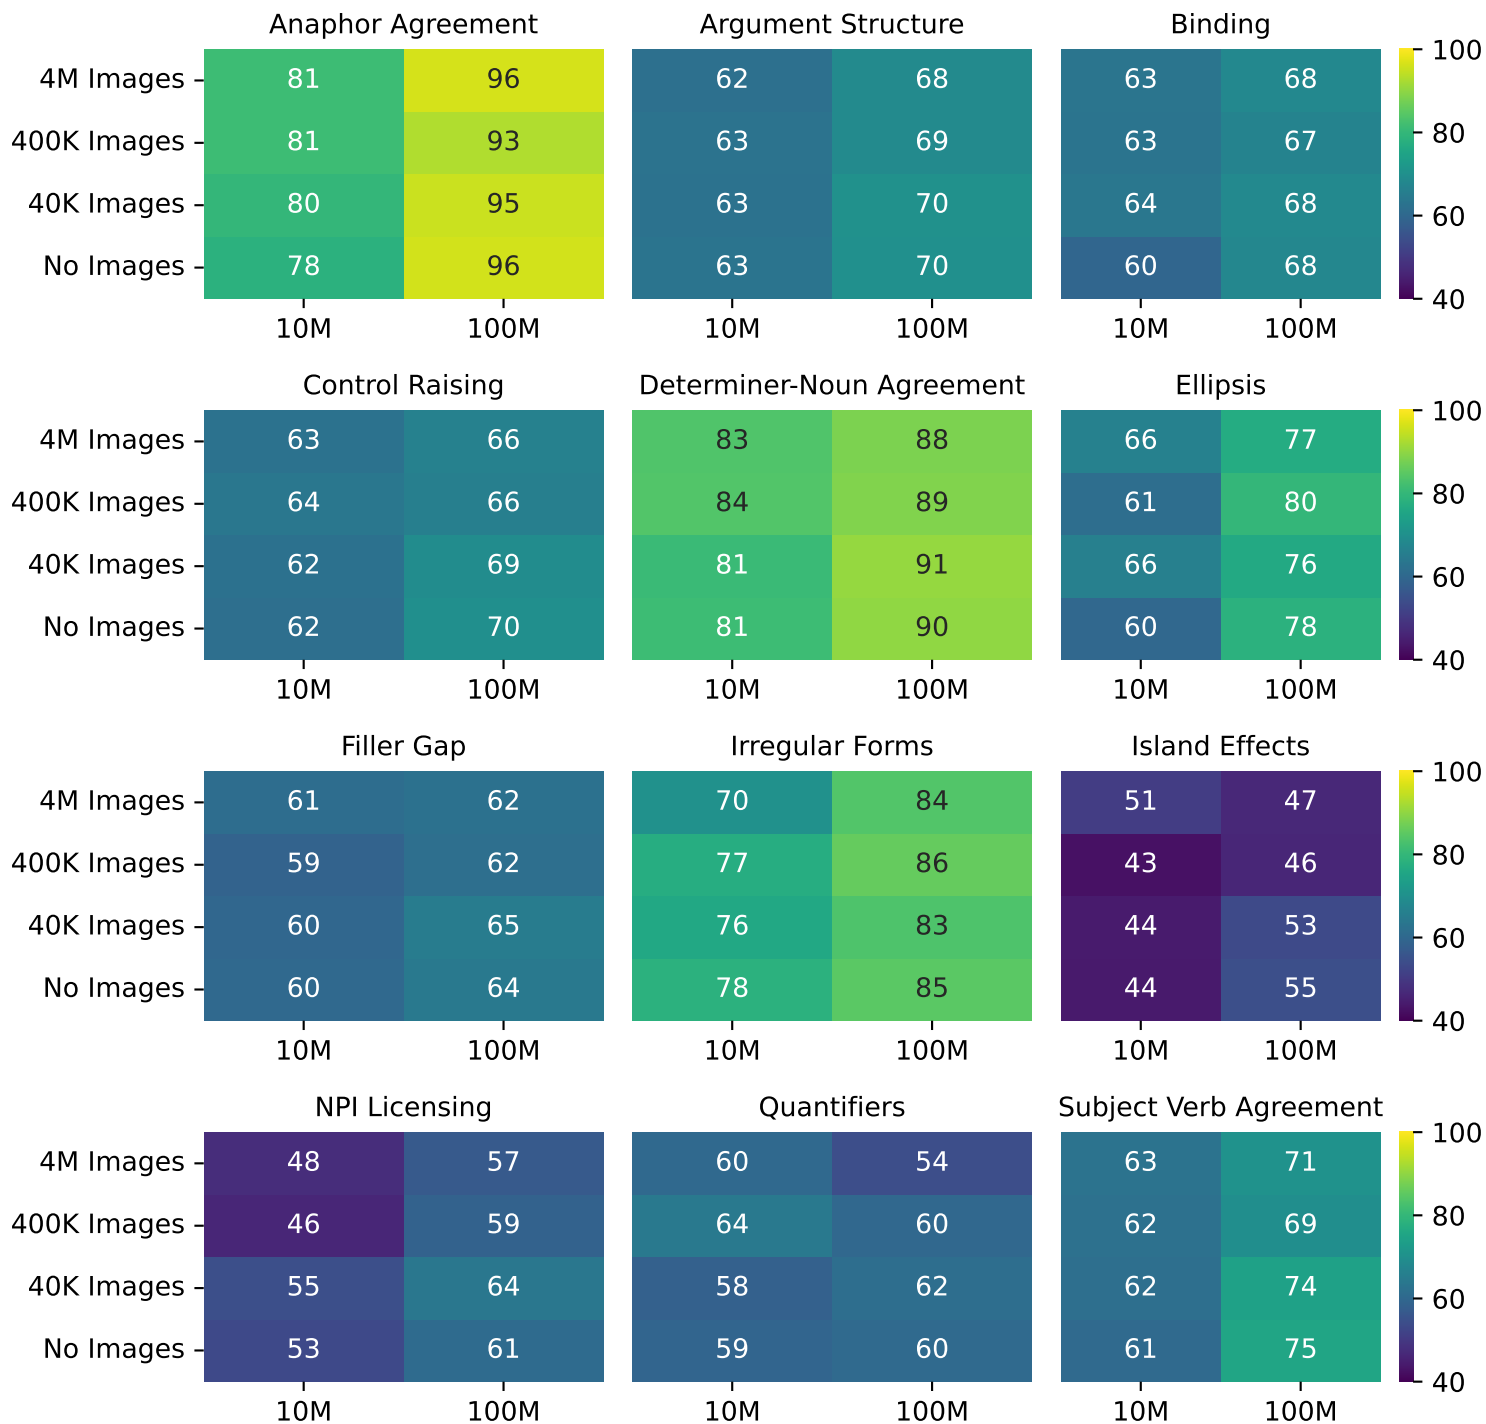 Anaphor Agreement Argument Structure Binding
4M Images 81 96 62 68 63 68 100
400K Images 81 93 63 69 63 67 80
40K Images 80 95 63 70 64 68 60
No Images 78 96 63 70 60 68 40
10M 100M 10M 100M 10M 100M
Control Raising Determiner-Noun Agreement Ellipsis
4M Images 63 66 83 88 66 77 100
400K Images 64 66 84 89 61 80 80
40K Images 62 69 81 91 66 76 60
No Images 62 70 81 90 60 78 40
10M 100M 10M 100M 10M 100M
Filler Gap Irregular Forms Island Effects
4M Images 61 62 70 84 51 47 100
400K Images 59 62 77 86 43 46 80
40K Images 60 65 76 83 44 53 60
No Images 60 64 78 85 44 55 40
10M 100M 10M 100M 10M 100M
NPI Licensing Quantifiers Subject Verb Agreement
4M Images 48 57 60 54 63 71 100
400K Images 46 59 64 60 62 69 80
40K Images 55 64 58 62 62 74 60
No Images 53 61 59 60 61 75 40
10M 100M 10M 100M 10M 100M